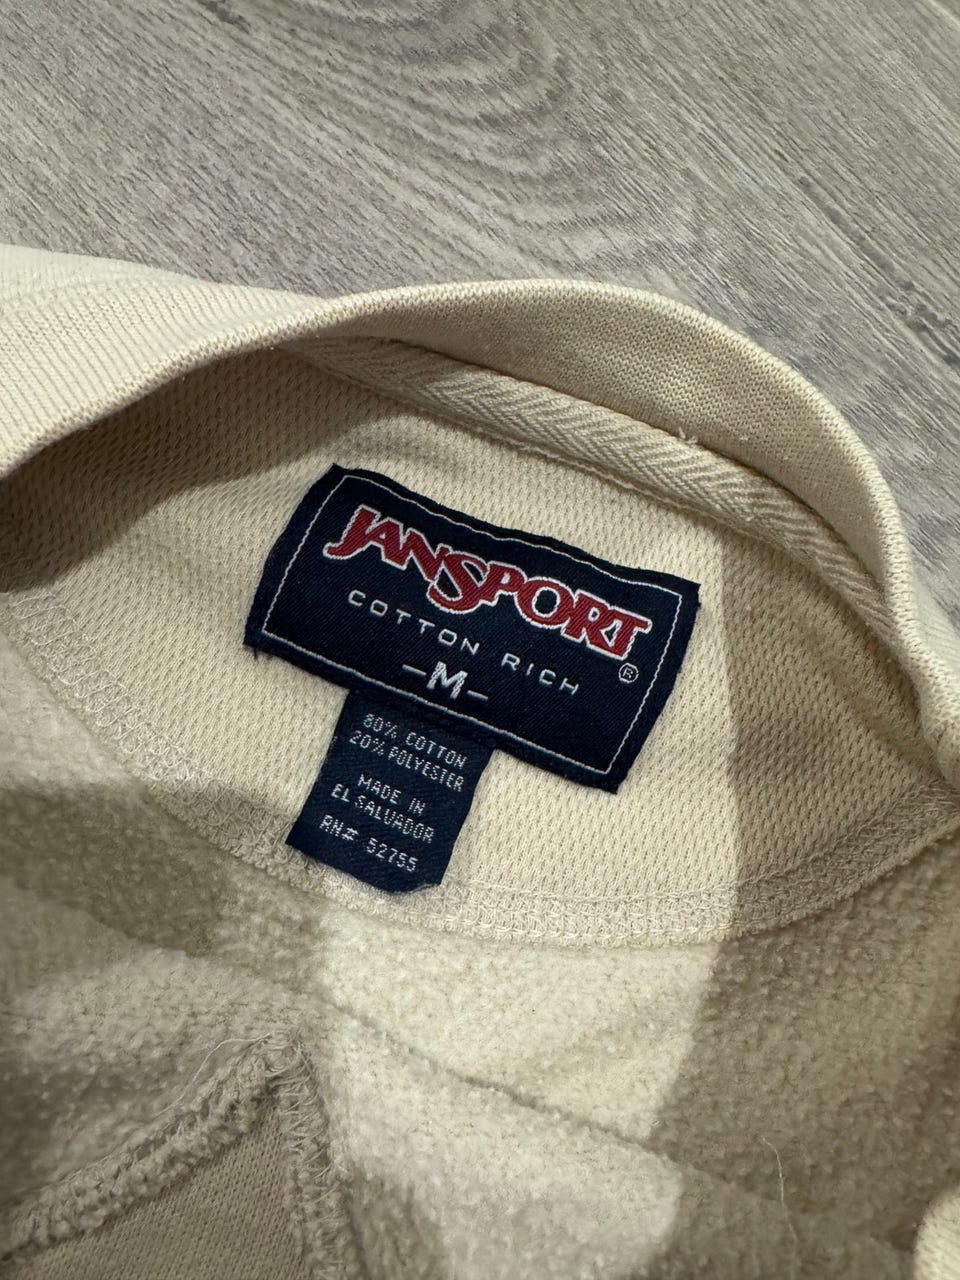 JANSPORT
®
COTTON RICH
-M-
80% COTTON
20% POLYESTER
MADE IN
EL SALVADOR
RN# 52755